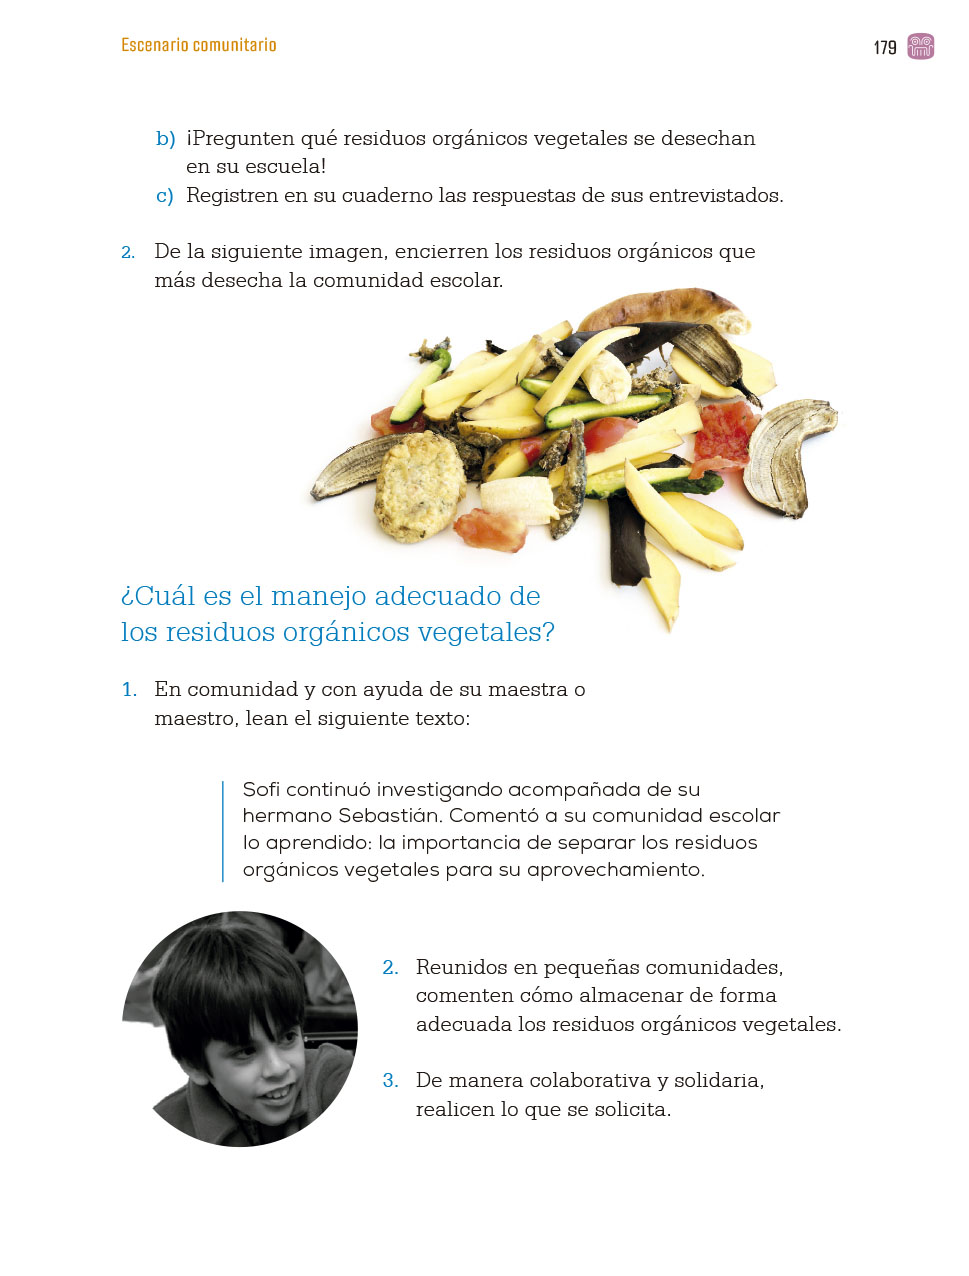 Escenario comunitario
179
b) ¡Pregunten qué residuos orgánicos vegetales se desechan
en su escuela!
c) Registren en su cuaderno las respuestas de sus entrevistados.
2. De la siguiente imagen, encierren los residuos orgánicos que
más desecha la comunidad escolar.
¿Cuál es el manejo adecuado de
los residuos orgánicos vegetales?
1. En comunidad y con ayuda de su maestra o
maestro, lean el siguiente texto:
Sofi continuó investigando acompañada de su
hermano Sebastián. Comentó a su comunidad escolar
lo aprendido: la importancia de separar los residuos
orgánicos vegetales para su aprovechamiento.
2. Reunidos en pequeñas comunidades,
comenten cómo almacenar de forma
adecuada los residuos orgánicos vegetales.
3. De manera colaborativa y solidaria,
realicen lo que se solicita.